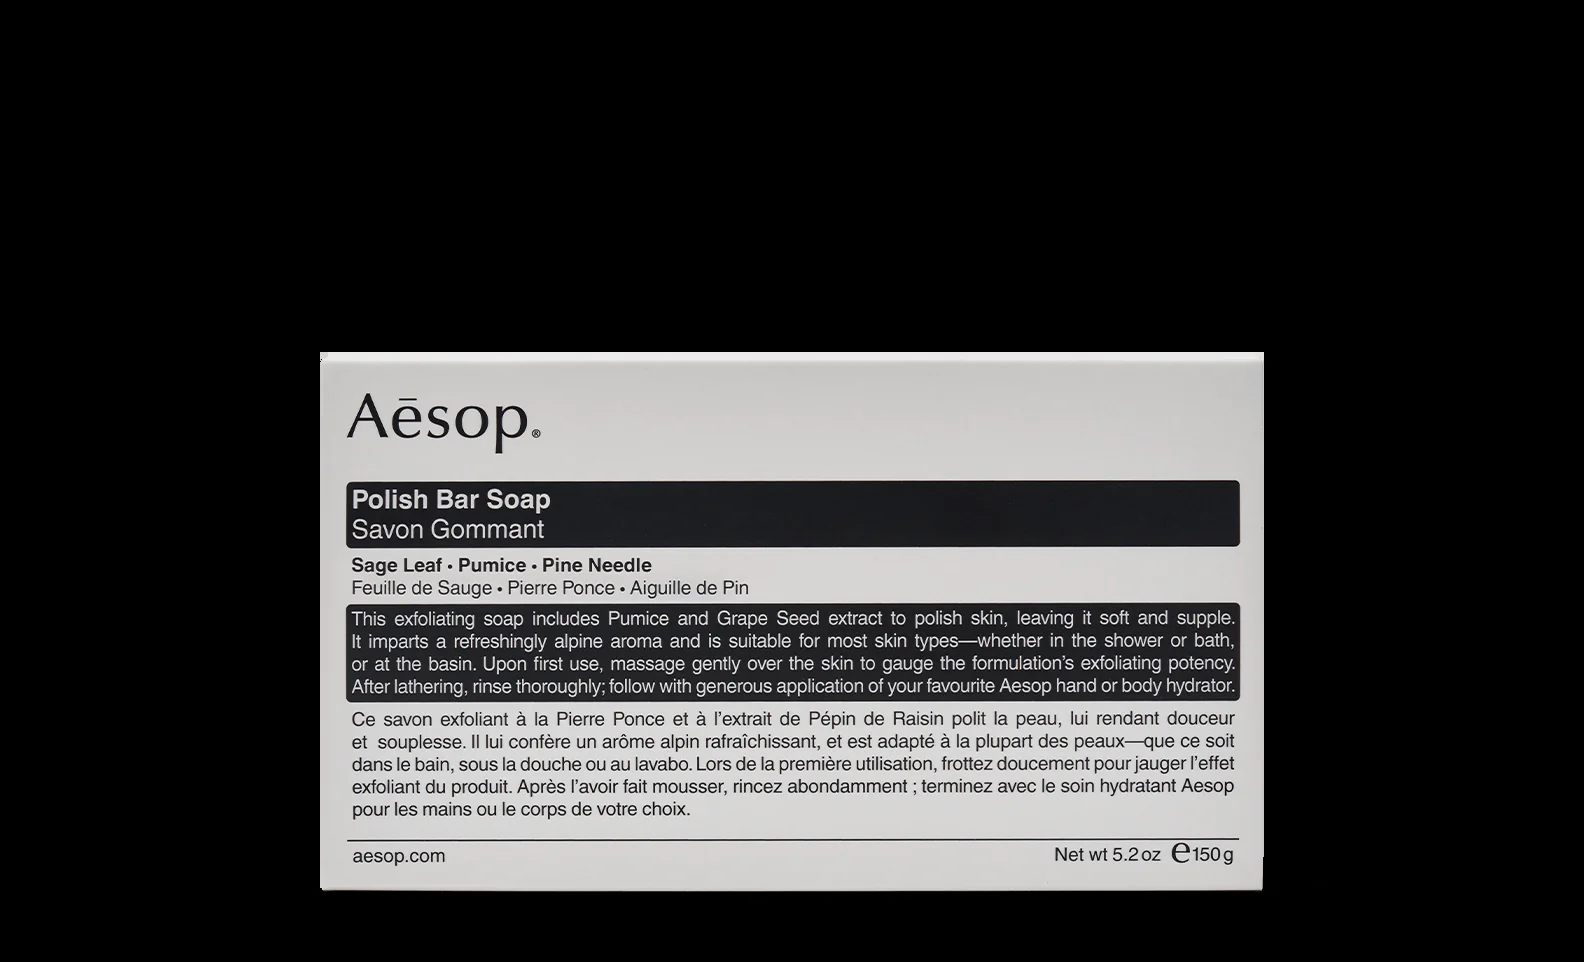 Aēsop.®
Polish Bar Soap
Savon Gommant
Sage Leaf • Pumice • Pine Needle
Feuille de Sauge • Pierre Ponce • Aiguille de Pin
This exfoliating soap includes Pumice and Grape Seed extract to polish skin, leaving it soft and supple.
It imparts a refreshingly alpine aroma and is suitable for most skin types—whether in the shower or bath,
or at the basin. Upon first use, massage gently over the skin to gauge the formulation’s exfoliating potency.
After lathering, rinse thoroughly; follow with generous application of your favourite Aesop hand or body hydrator.
Ce savon exfoliant à la Pierre Ponce et à l’extrait de Pépin de Raisin polit la peau, lui rendant douceur
et souplesse. Il lui confère un arôme alpin rafraîchissant, et est adapté à la plupart des peaux—que ce soit
dans le bain, sous la douche ou au lavabo. Lors de la première utilisation, frottez doucement pour jauger l’effet
exfoliant du produit. Après l’avoir fait mousser, rincez abondamment ; terminez avec le soin hydratant Aesop
pour les mains ou le corps de votre choix.
aesop.com
Net wt 5.2 oz ℮150 g